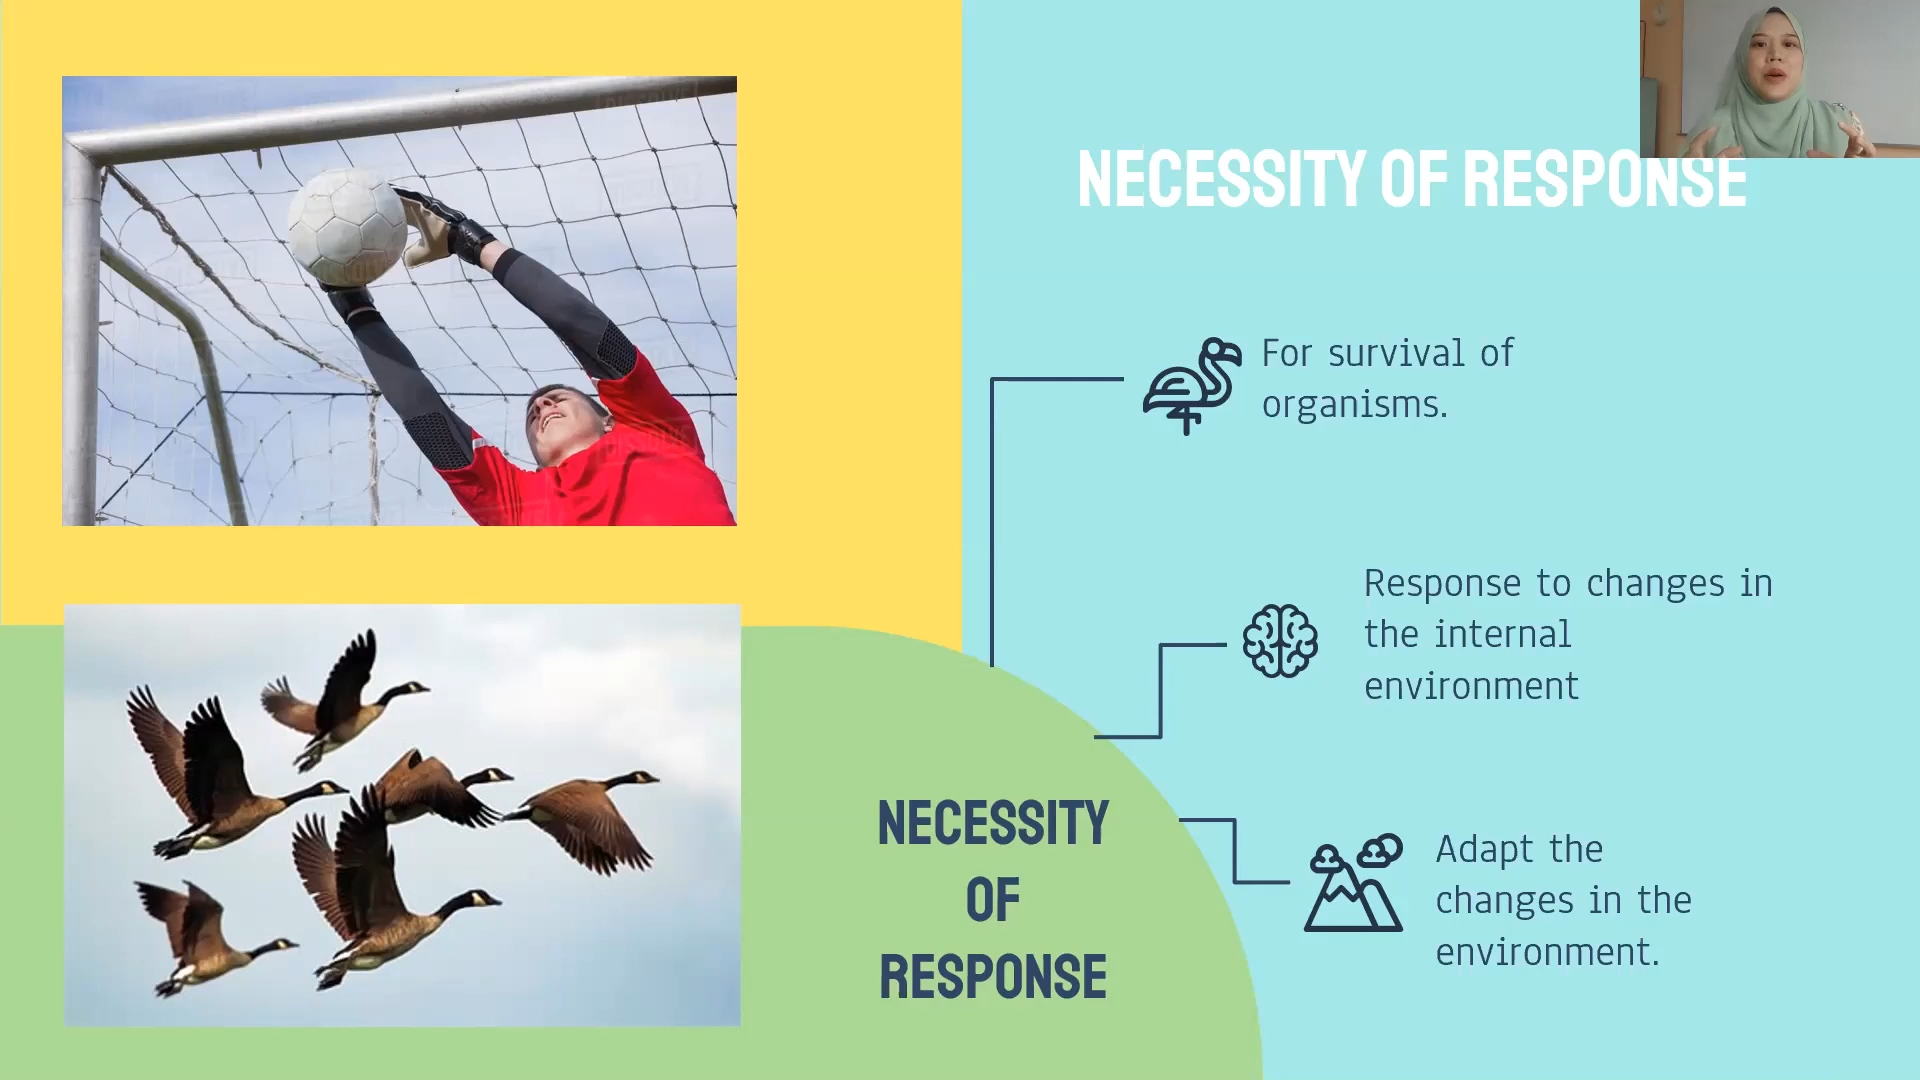 NECESSITY OF RESPONSE
For survival of
organisms.
Response to changes in
the internal
environment
Adapt the
changes in the
environment.
NECESSITY
OF
RESPONSE